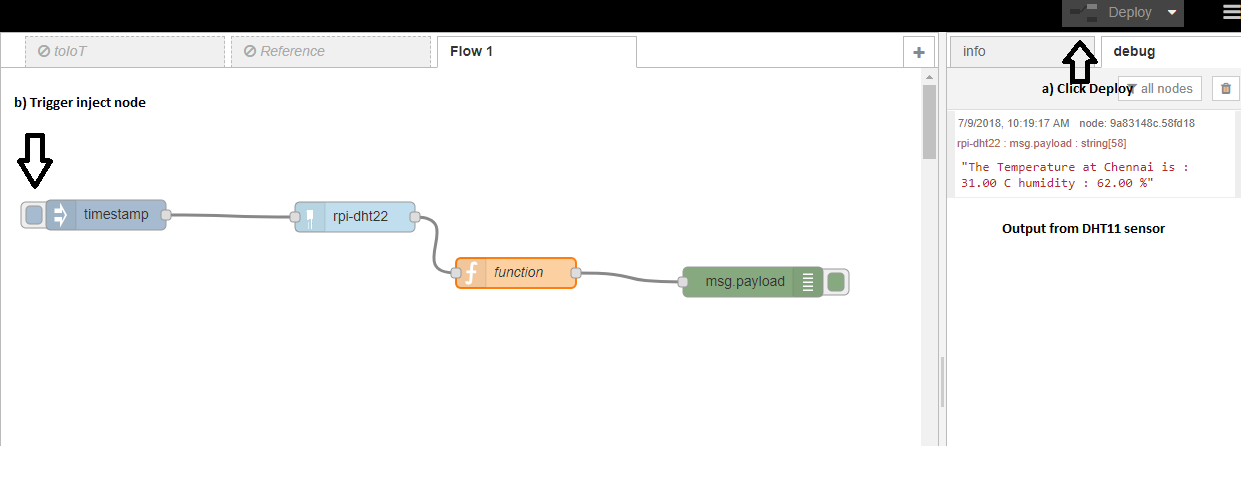 Deploy
toIoT
Reference
Flow 1
+
info
debug
b) Trigger inject node
a) Click Deploy
all nodes
7/9/2018, 10:19:17 AM node: 9a83148c.58fd18
rpi-dht22 : msg.payload : string[58]
"The Temperature at Chennai is :
31.00 C humidity : 62.00 %"
timestamp
rpi-dht22
Output from DHT11 sensor
f
function
msg.payload